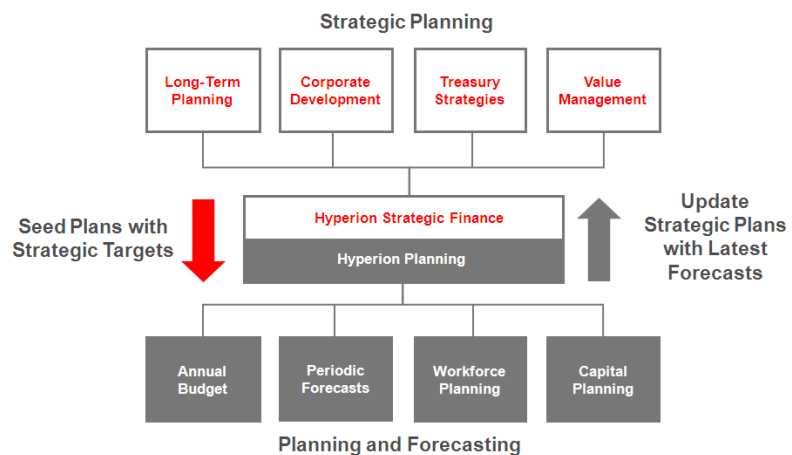 Strategic Planning
Long-Term
Planning
Corporate
Development
Treasury
Strategies
Value
Management
Seed Plans with
Strategic Targets
Hyperion Strategic Finance
Hyperion Planning
Update
Strategic Plans
with Latest
Forecasts
Annual
Budget
Periodic
Forecasts
Workforce
Planning
Capital
Planning
Planning and Forecasting